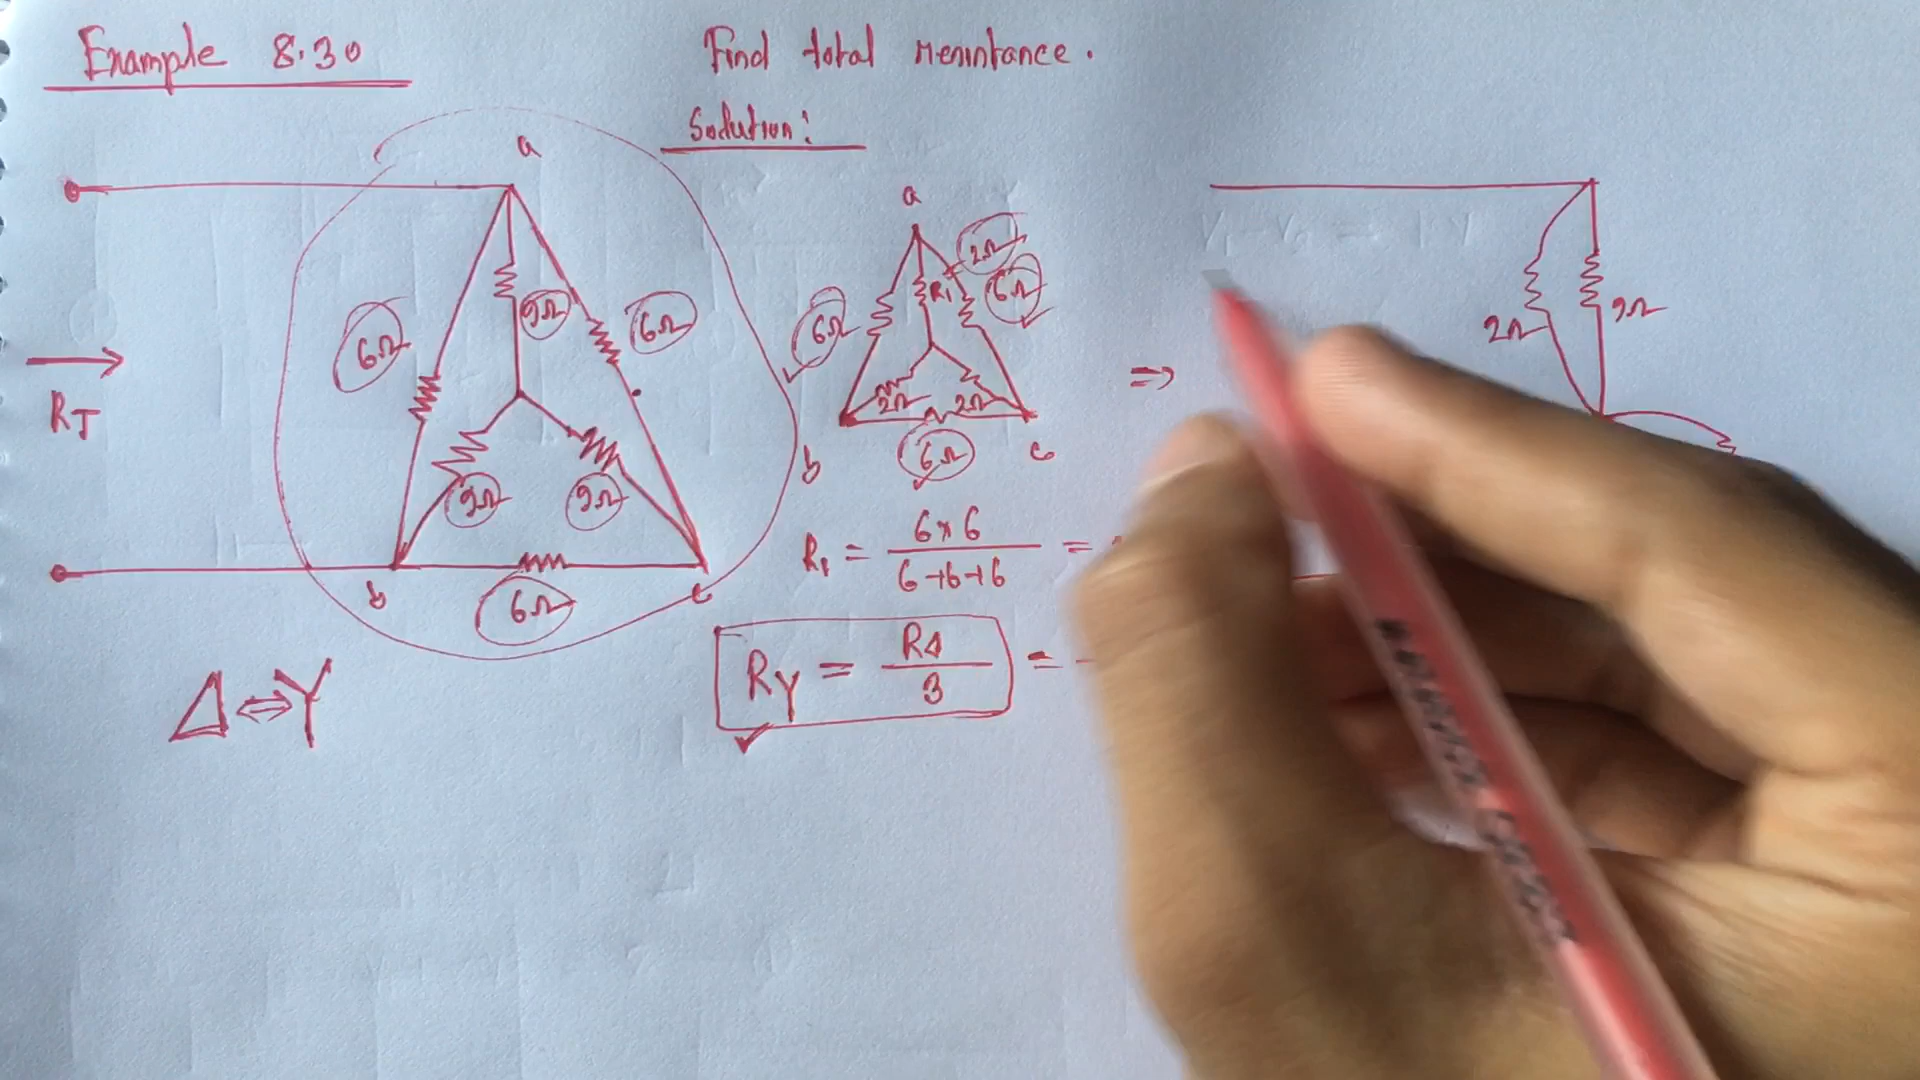 Example 8.30
Find total resistance.
Solution:
a
6Ω
9Ω
6Ω
9Ω
9Ω
6Ω
b
c
RT
Δ⇔Y
a
2Ω
6Ω
R1
6Ω
2Ω
2Ω
6Ω
b
c
R1 = 6×6 / 6+6+6 =
RY = RΔ / 3 =
⇒
2Ω
9Ω